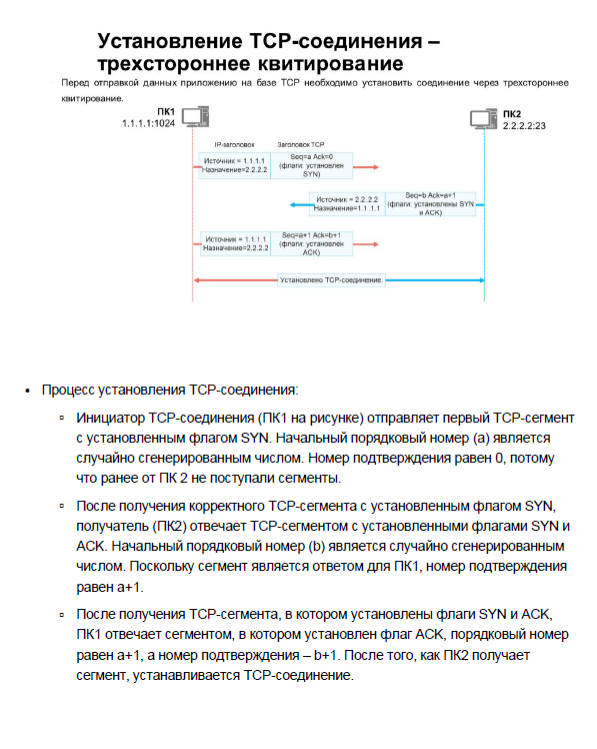 Установление TCP-соединения –
трехстороннее квитирование
Перед отправкой данных приложению на базе TCP необходимо установить соединение через трехстороннее
квитирование.
ПК1
1.1.1.1:1024
ПК2
2.2.2.2:23
IP-заголовок
Заголовок TCP
Источник = 1.1.1.1
Назначение=2.2.2.2
Seq=a Ack=0
(флаги: установлен
SYN)
Источник = 2.2.2.2
Назначение=1.1.1.1
Seq=b Ack=a+1
(флаги: установлены SYN
и ACK)
Источник = 1.1.1.1
Назначение=2.2.2.2
Seq=a+1 Ack=b+1
(флаги: установлен
ACK)
Установлено TCP-соединение.
• Процесс установления TCP-соединения:
▫ Инициатор TCP-соединения (ПК1 на рисунке) отправляет первый TCP-сегмент
с установленным флагом SYN. Начальный порядковый номер (a) является
случайно сгенерированным числом. Номер подтверждения равен 0, потому
что ранее от ПК 2 не поступали сегменты.
▫ После получения корректного TCP-сегмента с установленным флагом SYN,
получатель (ПК2) отвечает TCP-сегментом с установленными флагами SYN и
ACK. Начальный порядковый номер (b) является случайно сгенерированным
числом. Поскольку сегмент является ответом для ПК1, номер подтверждения
равен a+1.
▫ После получения TCP-сегмента, в котором установлены флаги SYN и ACK,
ПК1 отвечает сегментом, в котором установлен флаг ACK, порядковый номер
равен a+1, а номер подтверждения – b+1. После того, как ПК2 получает
сегмент, устанавливается TCP-соединение.